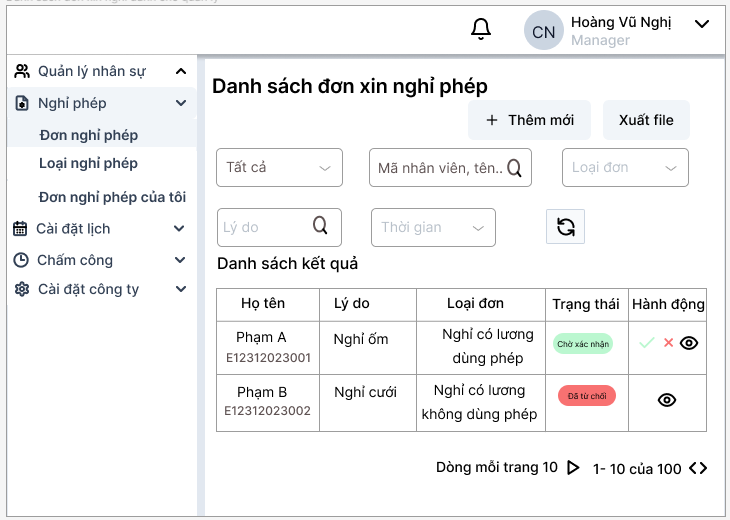 Hoàng Vũ Nghị
CN
Manager
Quản lý nhân sự
Nghỉ phép
Đơn nghỉ phép
Loại nghỉ phép
Đơn nghỉ phép của tôi
Cài đặt lịch
Chấm công
Cài đặt công ty
Danh sách đơn xin nghỉ phép
+ Thêm mới
Xuất file
Tất cả
Mã nhân viên, tên..
Loại đơn
Lý do
Thời gian
Danh sách kết quả
Họ tên Lý do Loại đơn Trạng thái Hành động
Phạm A
E12312023001
Nghỉ ốm
Nghỉ có lương
dùng phép
Chờ xác nhận
Phạm B
E12312023002
Nghỉ cưới
Nghỉ có lương
không dùng phép
Đã từ chối
Dòng mỗi trang 10 1- 10 của 100